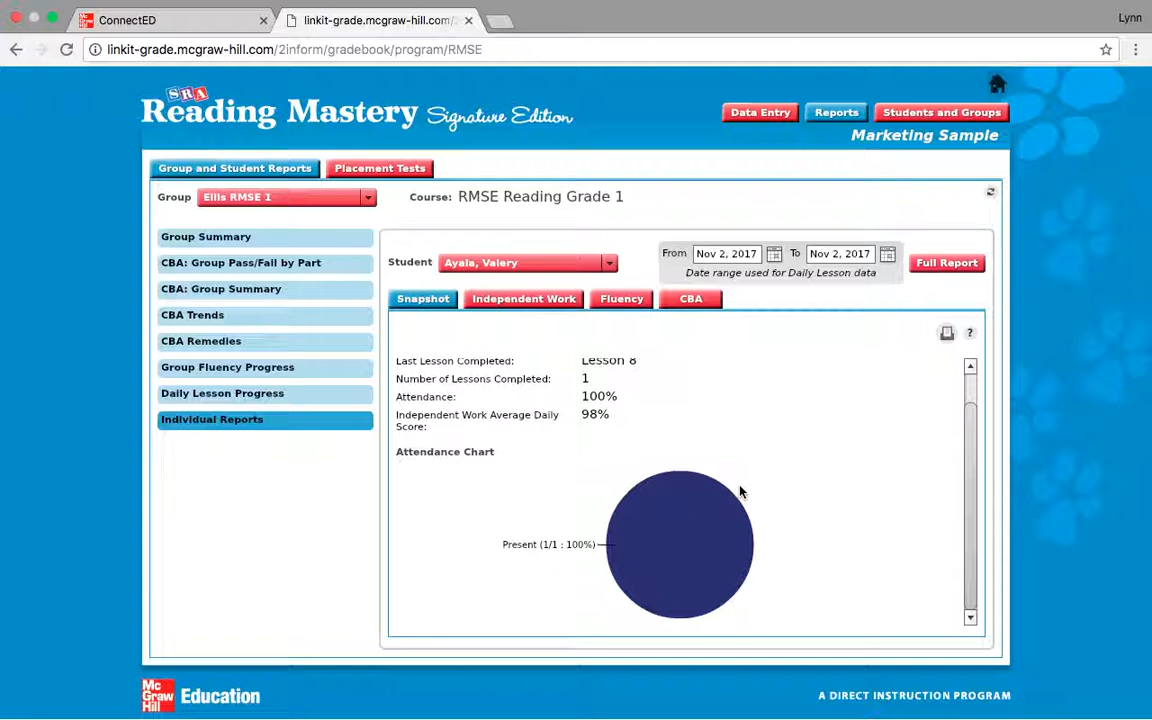 ConnectED
linkit-grade.mcgraw-hill.com/2
Lynn
linkit-grade.mcgraw-hill.com/2inform/gradebook/program/RMSE
SRA
Reading Mastery Signature Edition
Data Entry
Reports
Students and Groups
Marketing Sample
Group and Student Reports
Placement Tests
Group
Ellis RMSE 1
Course:
RMSE Reading Grade 1
Group Summary
CBA: Group Pass/Fail by Part
CBA: Group Summary
CBA Trends
CBA Remedies
Group Fluency Progress
Daily Lesson Progress
Individual Reports
Student
Ayala, Valery
From Nov 2, 2017 To Nov 2, 2017
Date range used for Daily Lesson data
Full Report
Snapshot
Independent Work
Fluency
CBA
?
Last Lesson Completed: Lesson 8
Number of Lessons Completed: 1
Attendance: 100%
Independent Work Average Daily 98%
Score:
Attendance Chart
Present (1/1 : 100%)
Mc
Graw
Hill
Education
A DIRECT INSTRUCTION PROGRAM